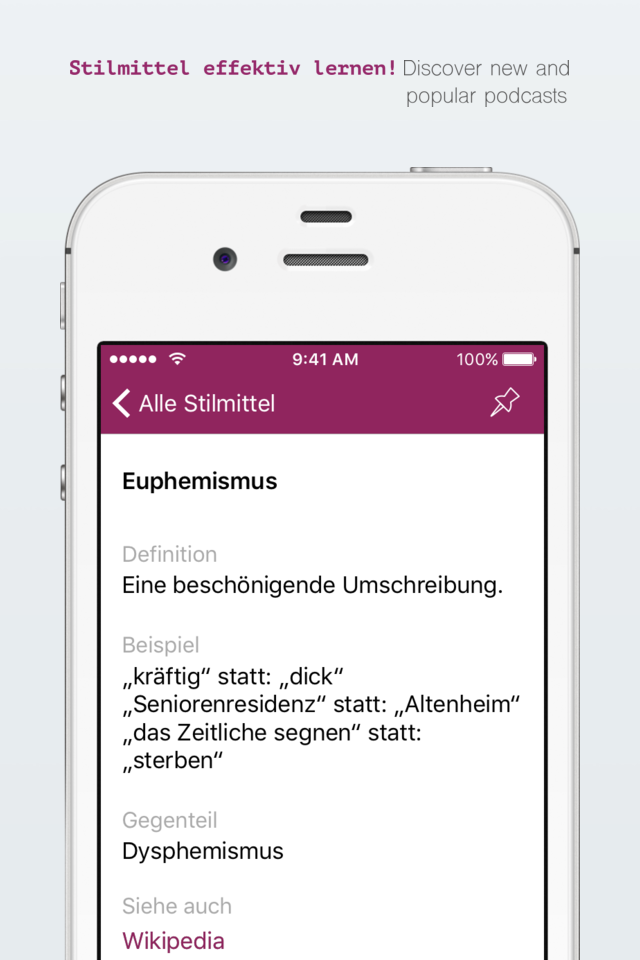 Stilmittel effektiv lernen! Discover new and
popular podcasts
9:41 AM 100%
Alle Stilmittel
Euphemismus
Definition
Eine beschönigende Umschreibung.
Beispiel
„kräftig“ statt: „dick“
„Seniorenresidenz“ statt: „Altenheim“
„das Zeitliche segnen“ statt:
„sterben“
Gegenteil
Dysphemismus
Siehe auch
Wikipedia